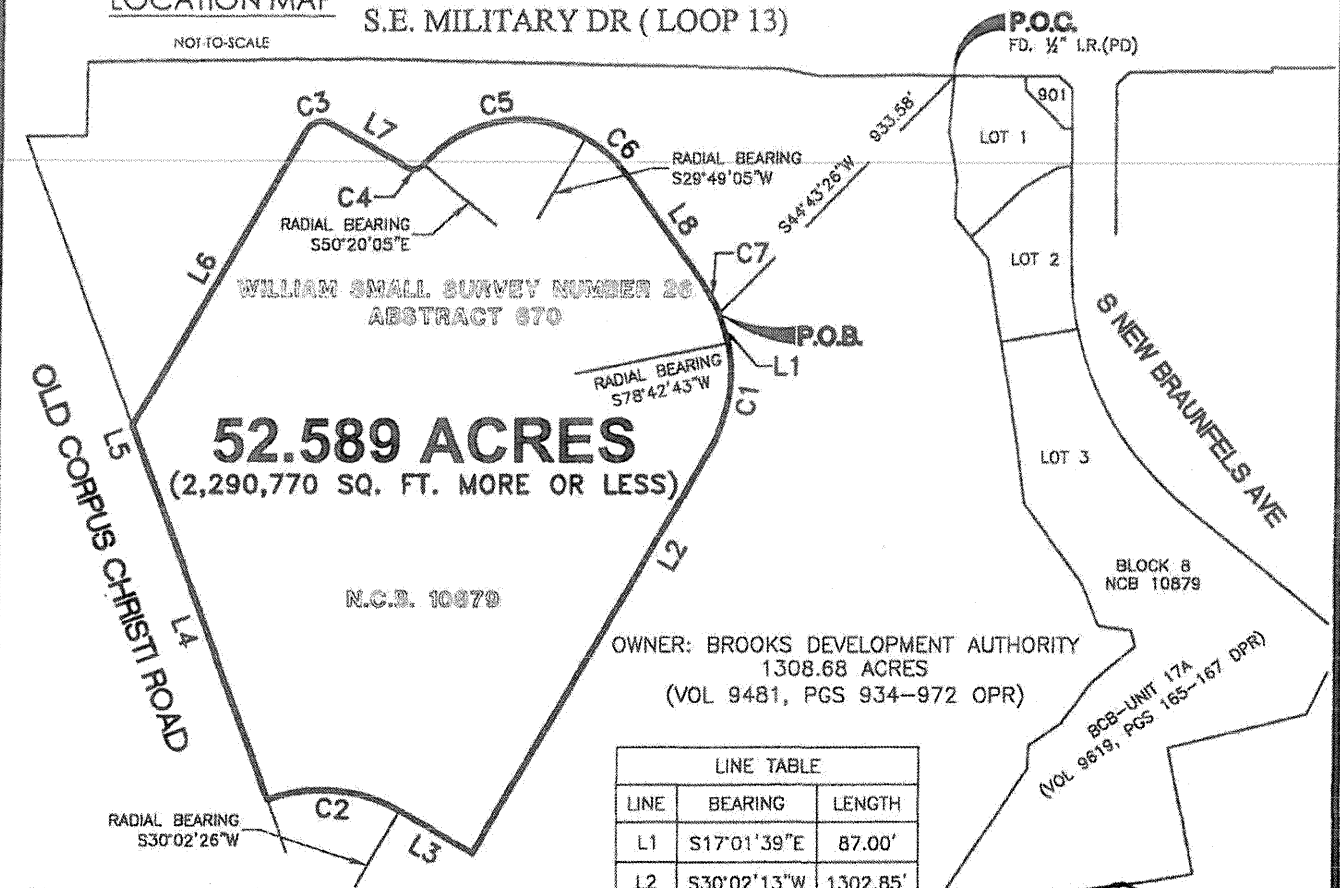 LOCATION MAP
NOT-TO-SCALE
S.E. MILITARY DR ( LOOP 13)
P.O.C.
FD. ½" I.R.(PD)
901
LOT 1
933.58'
S44°43'26"W
C3
L7
C5
C6
C4
RADIAL BEARING
S29°49'05"W
RADIAL BEARING
S50°20'05"E
L8
C7
LOT 2
L6
WILLIAM SMALL SURVEY NUMBER 26
ABSTRACT 670
P.O.B.
L1
RADIAL BEARING
S78°42'43"W
C1
S NEW BRAUNFELS AVE
L5
52.589 ACRES
(2,290,770 SQ. FT. MORE OR LESS)
LOT 3
OLD CORPUS CHRISTI ROAD
L2
BLOCK 8
NCB 10879
N.C.B. 10879
L4
OWNER: BROOKS DEVELOPMENT AUTHORITY
1308.68 ACRES
(VOL 9481, PGS 934-972 OPR)
BCB-UNIT 17A
(VOL 9619, PGS 165-167 DPR)
C2
L3
RADIAL BEARING
S30°02'26"W
LINE TABLE
LINE BEARING LENGTH
L1 S17°01'39"E 87.00'
L2 S30°02'13"W 1302.85'